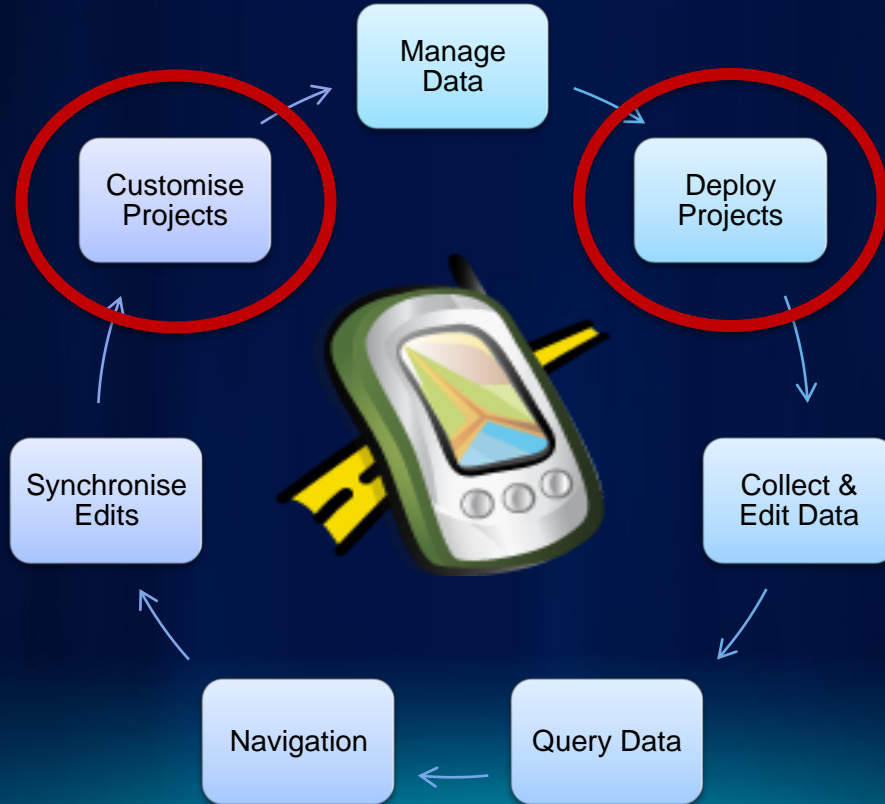 Manage
Data
Customise
Projects
Deploy
Projects
Synchronise
Edits
Collect &
Edit Data
Navigation
Query Data